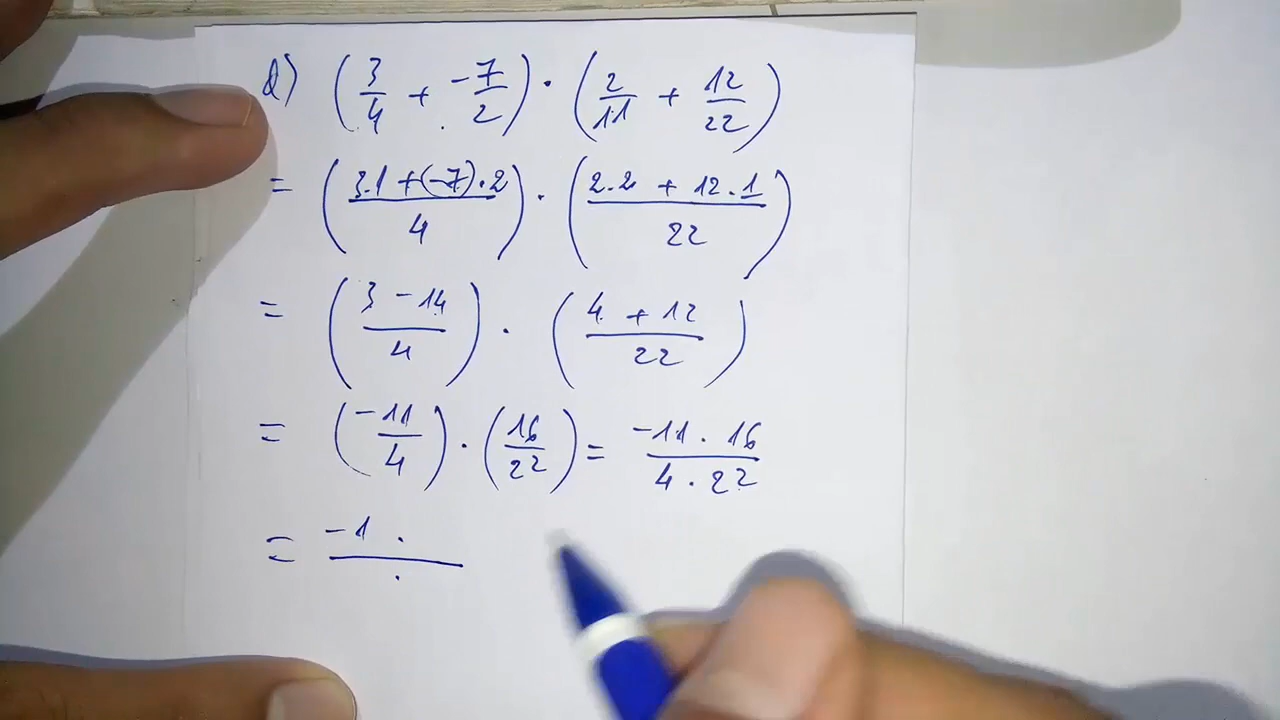 d) (3/4 + -7/2) . (2/11 + 12/22)
= (3.1 + (-7).2/4) . (2.2 + 12.1/22)
= (3 - 14/4) . (4 + 12/22)
= (-11/4) . (16/22) = -11 . 16/4 . 22
= -1 . / .